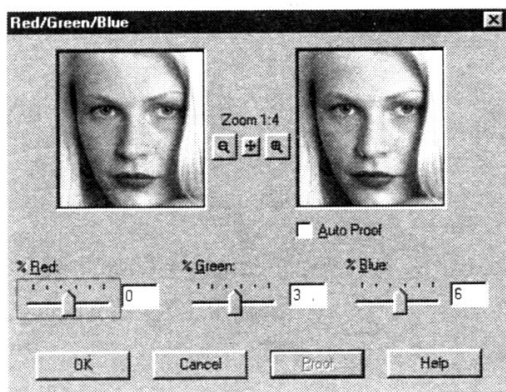 Red/Green/Blue
Zoom 1:4
Auto Proof
% Red: % Green: % Blue:
0 3 6
OK Cancel Proof Help